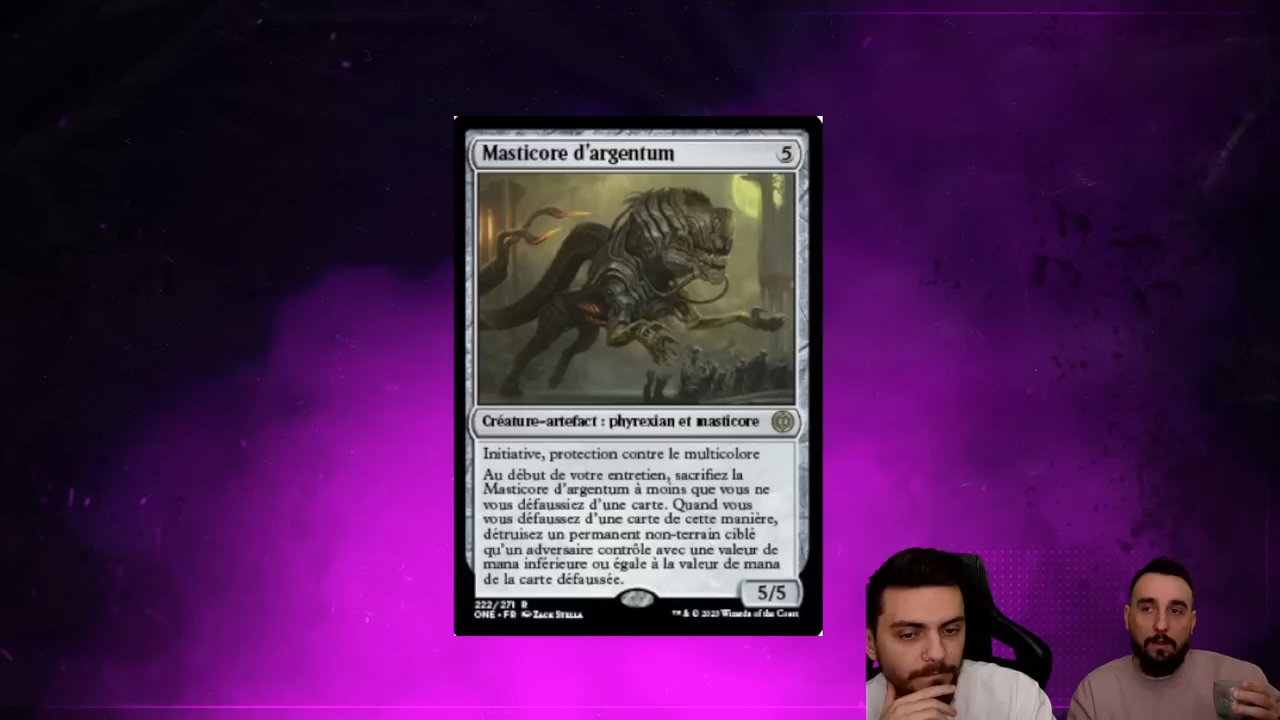 Masticore d'argentum 5
Créature-artefact : phyrexian et masticore
Initiative, protection contre le multicolore
Au début de votre entretien, sacrifiez la
Masticore d'argentum à moins que vous ne
vous défaussiez d'une carte. Quand vous
vous défaussez d'une carte de cette manière,
détruisez un permanent non-terrain ciblé
qu'un adversaire contrôle avec une valeur de
mana inférieure ou égale à la valeur de mana
de la carte défaussée.
5/5
222/271 R
ONE • FR Zack Stella
™ & © 2023 Wizards of the Coast